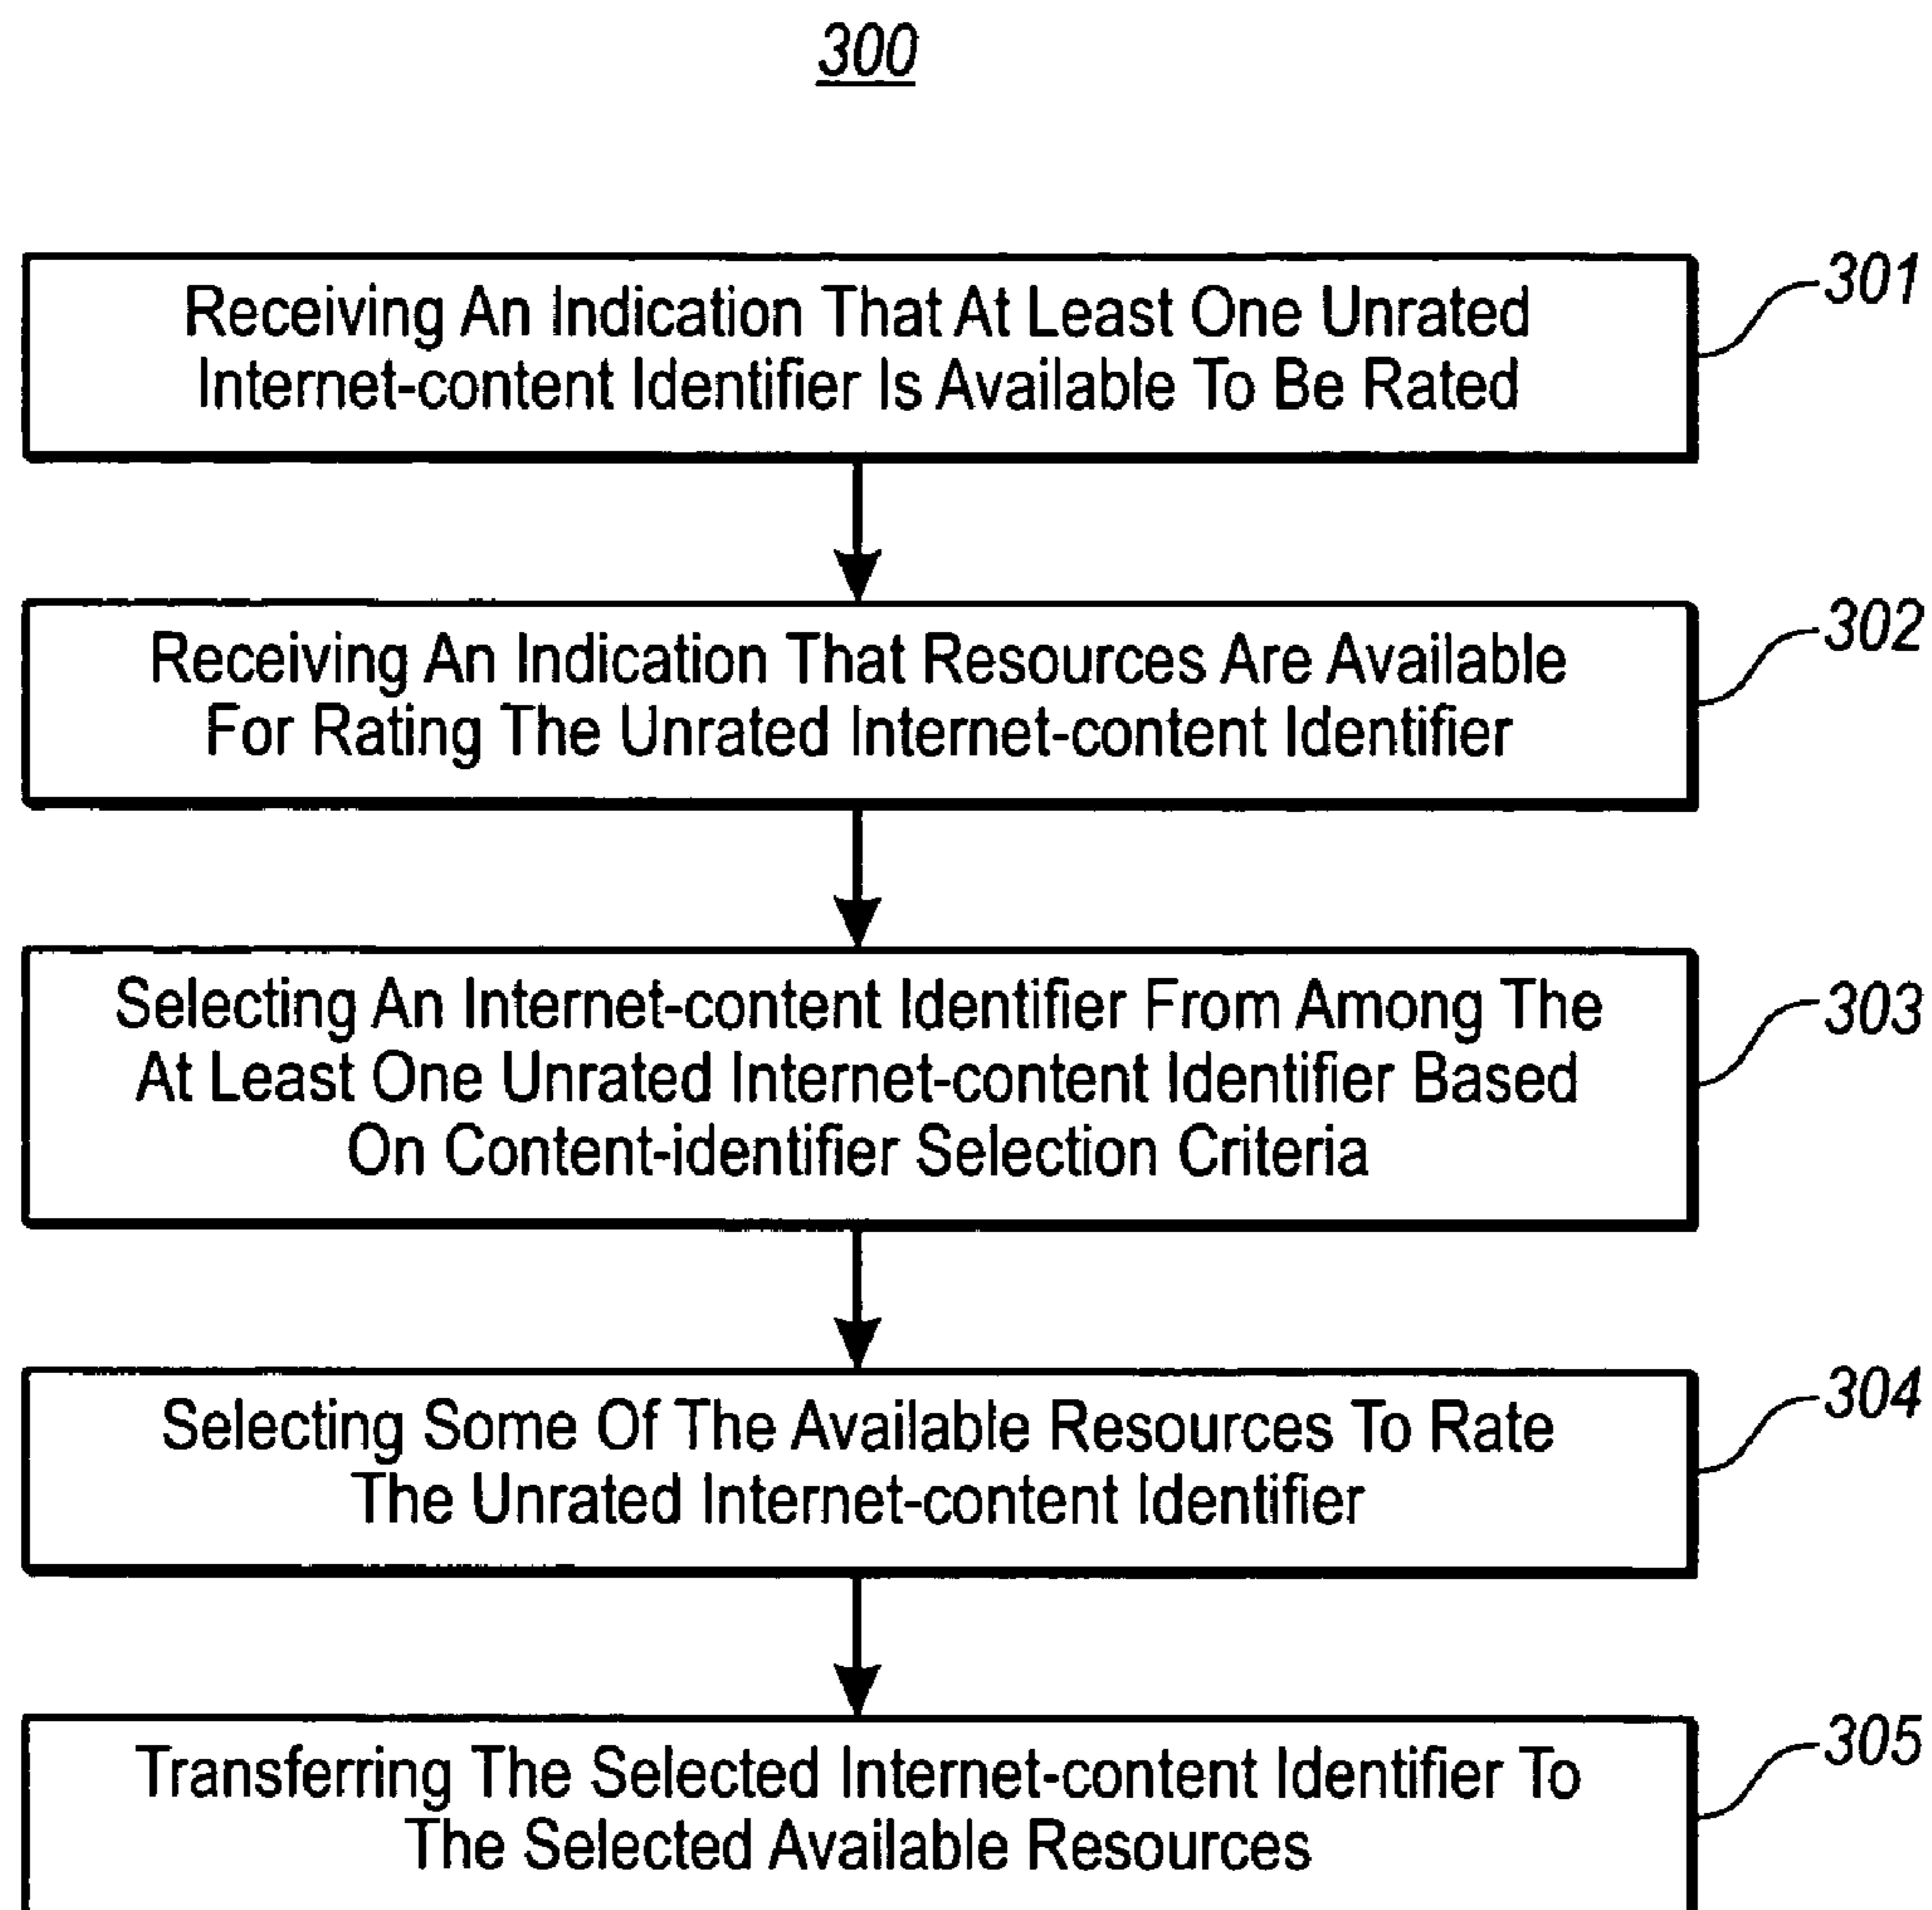 300
Receiving An Indication That At Least One Unrated
Internet-content Identifier Is Available To Be Rated
301
Receiving An Indication That Resources Are Available
For Rating The Unrated Internet-content Identifier
302
Selecting An Internet-content Identifier From Among The
At Least One Unrated Internet-content Identifier Based
On Content-identifier Selection Criteria
303
Selecting Some Of The Available Resources To Rate
The Unrated Internet-content Identifier
304
Transferring The Selected Internet-content Identifier To
The Selected Available Resources
305